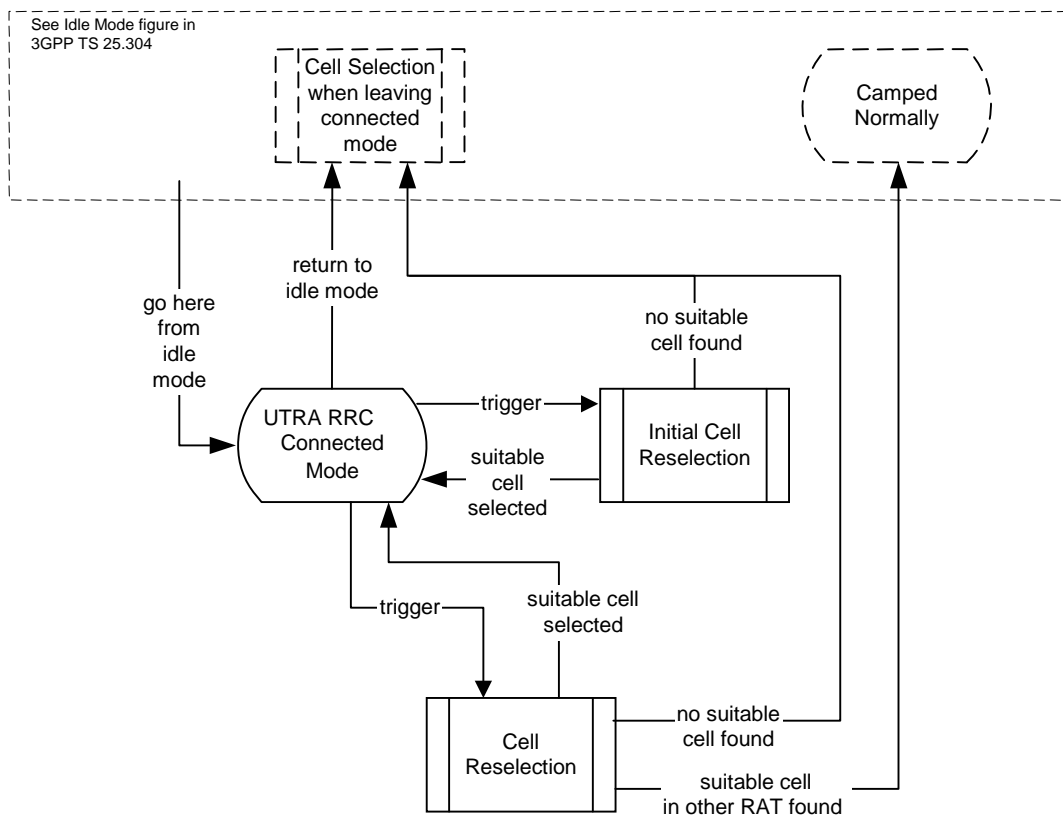 See Idle Mode figure in
3GPP TS 25.304
Cell Selection
when leaving
connected
mode
Camped
Normally
return to
idle mode
go here
from
idle
mode
no suitable
cell found
UTRA RRC
Connected
Mode
trigger
Initial Cell
Reselection
suitable
cell
selected
trigger
suitable cell
selected
Cell
Reselection
no suitable
cell found
suitable cell
in other RAT found